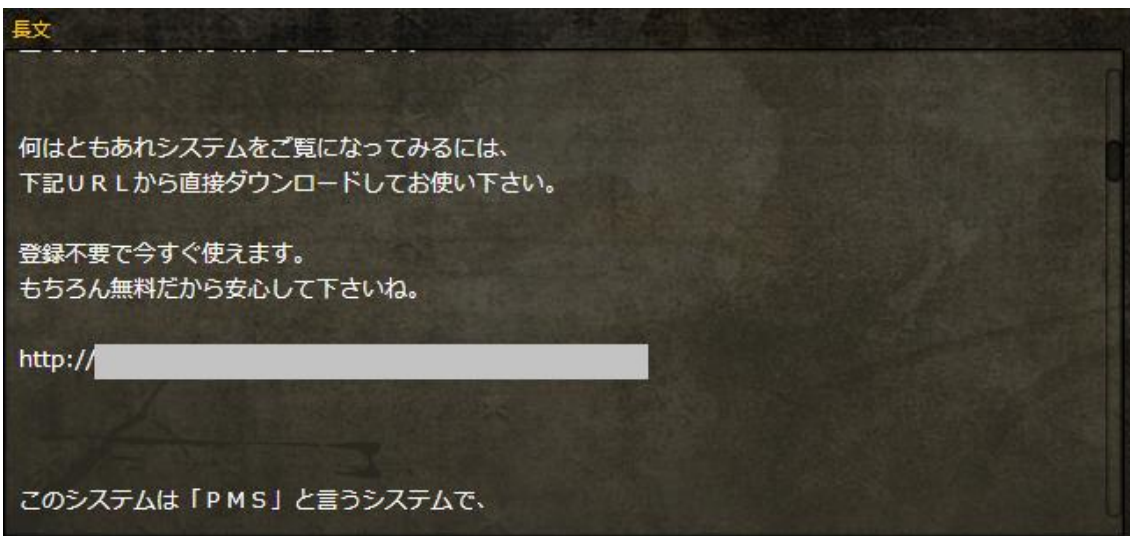 長文
何はともあれシステムをご覧になってみるには、
下記ＵＲＬから直接ダウンロードしてお使い下さい。
登録不要で今すぐ使えます。
もちろん無料だから安心して下さいね。
http://
このシステムは「ＰＭＳ」と言うシステムで、